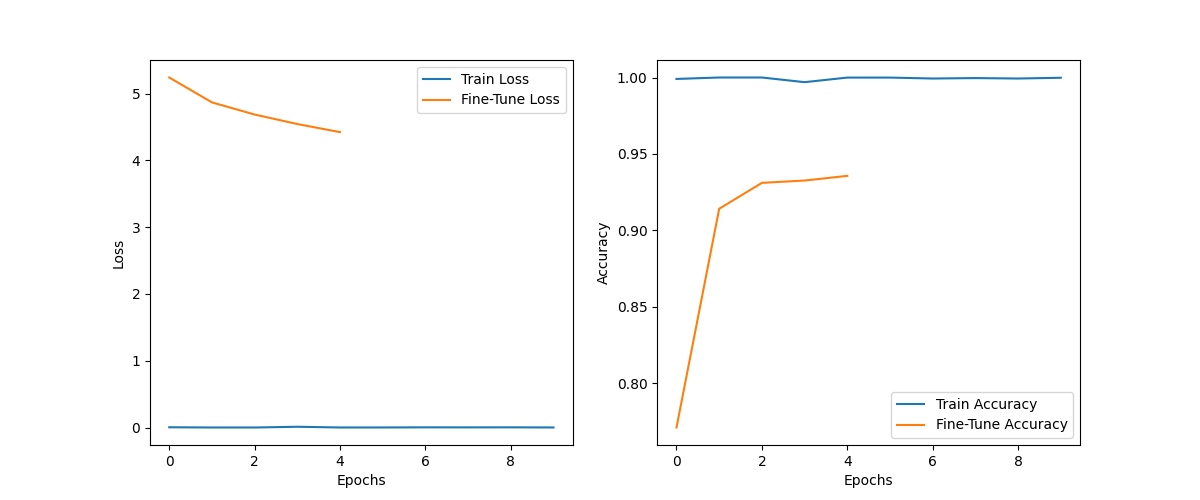 Train Loss
Fine-Tune Loss
5
4
3
2
1
0
Loss
0 2 4 6 8
Epochs
1.00
0.95
0.90
0.85
0.80
Accuracy
Train Accuracy
Fine-Tune Accuracy
0 2 4 6 8
Epochs